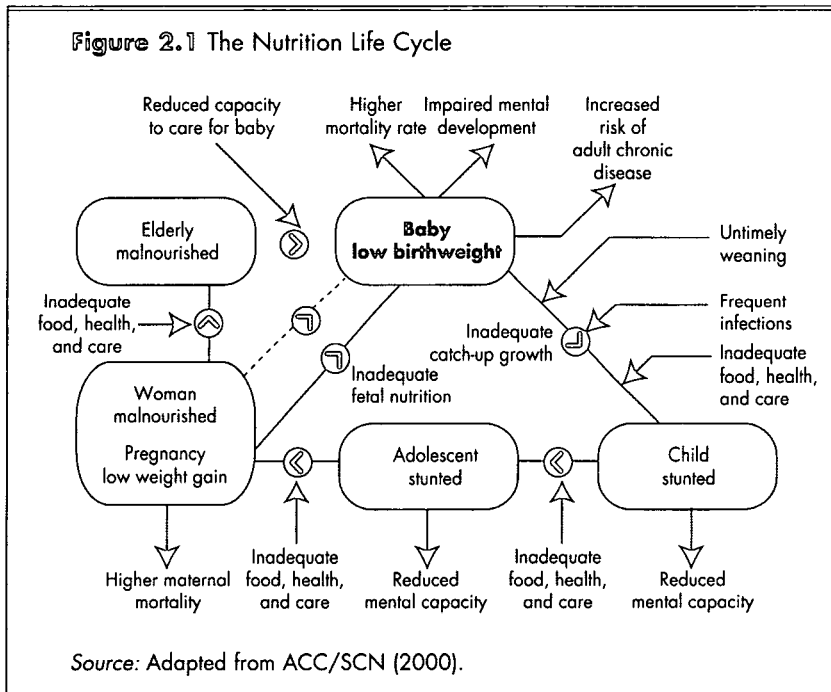 Figure 2.1 The Nutrition Life Cycle
Reduced capacity
to care for baby
Higher
mortality rate
Impaired mental
development
Increased
risk of
adult chronic
disease
Elderly
malnourished
Baby
low birthweight
Untimely
weaning
Inadequate
food, health,
and care
Inadequate
catch-up growth
Frequent
infections
Inadequate
fetal nutrition
Inadequate
food, health,
and care
Woman
malnourished
Pregnancy
low weight gain
Adolescent
stunted
Child
stunted
Higher maternal
mortality
Inadequate
food, health,
and care
Reduced
mental capacity
Inadequate
food, health,
and care
Reduced
mental capacity
Source: Adapted from ACC/SCN (2000).